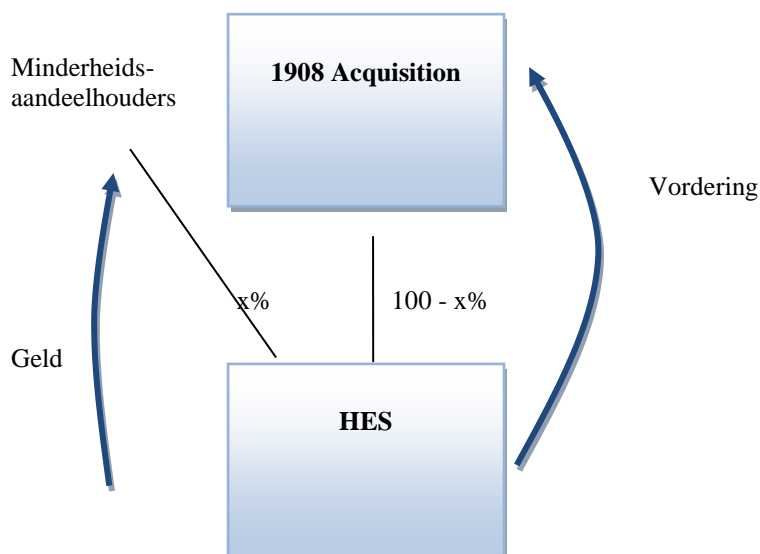 Minderheids-
aandeelhouders
1908 Acquisition
Vordering
x%
100 - x%
Geld
HES